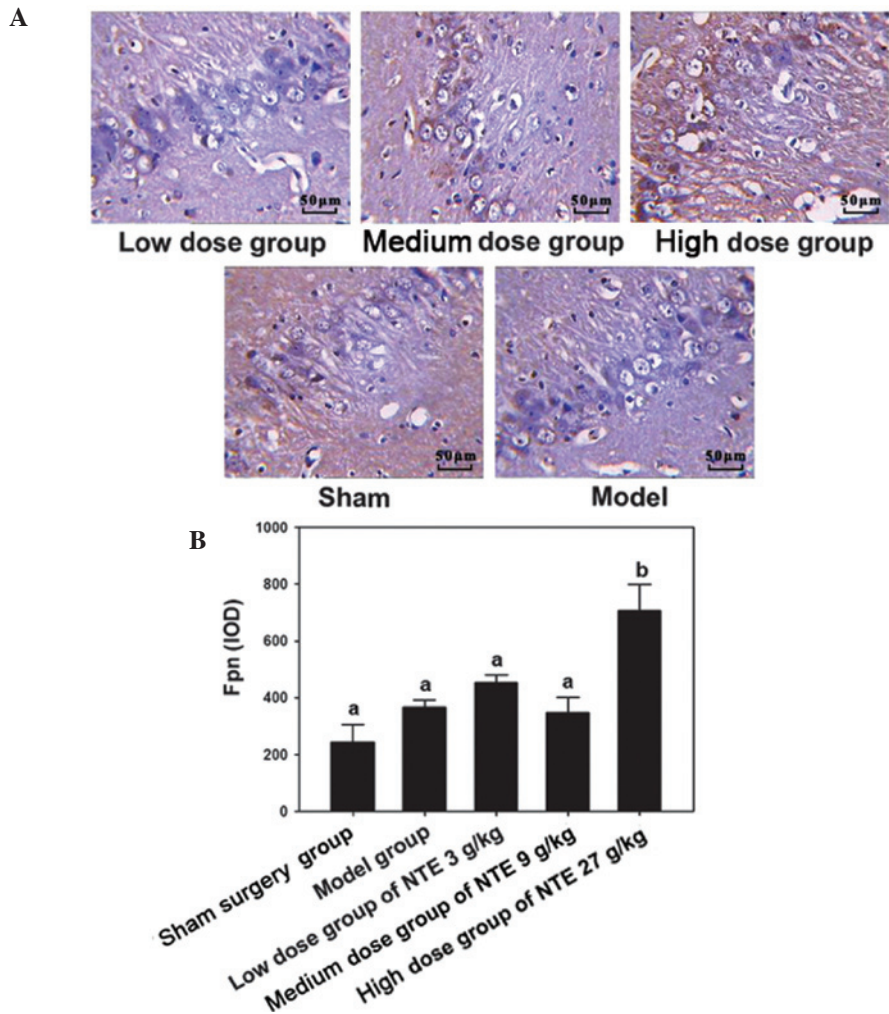 A
50μm
50μm
50μm
Low dose group
Medium dose group
High dose group
50μm
50μm
Sham
Model
B
1000
800
600
400
200
0
Fpn (IOD)
a
a
a
a
b
Sham surgery group
Model group
Low dose group of NTE 3 g/kg
Medium dose group of NTE 9 g/kg
High dose group of NTE 27 g/kg